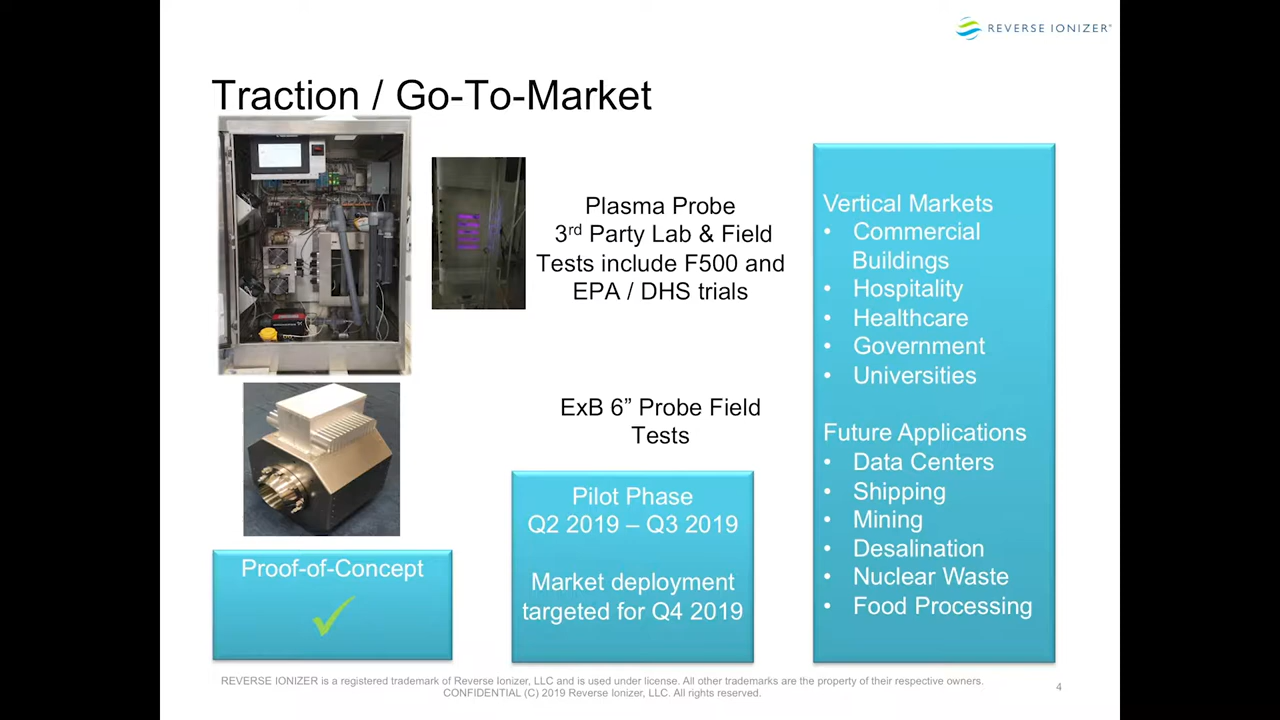 REVERSE IONIZER™
Traction / Go-To-Market
Plasma Probe
3rd Party Lab & Field
Tests include F500 and
EPA / DHS trials
ExB 6” Probe Field
Tests
Proof-of-Concept
Pilot Phase
Q2 2019 – Q3 2019
Market deployment
targeted for Q4 2019
Vertical Markets
• Commercial
Buildings
• Hospitality
• Healthcare
• Government
• Universities
Future Applications
• Data Centers
• Shipping
• Mining
• Desalination
• Nuclear Waste
• Food Processing
REVERSE IONIZER is a registered trademark of Reverse Ionizer, LLC and is used under license. All other trademarks are the property of their respective owners.
CONFIDENTIAL (C) 2019 Reverse Ionizer, LLC. All rights reserved.
4